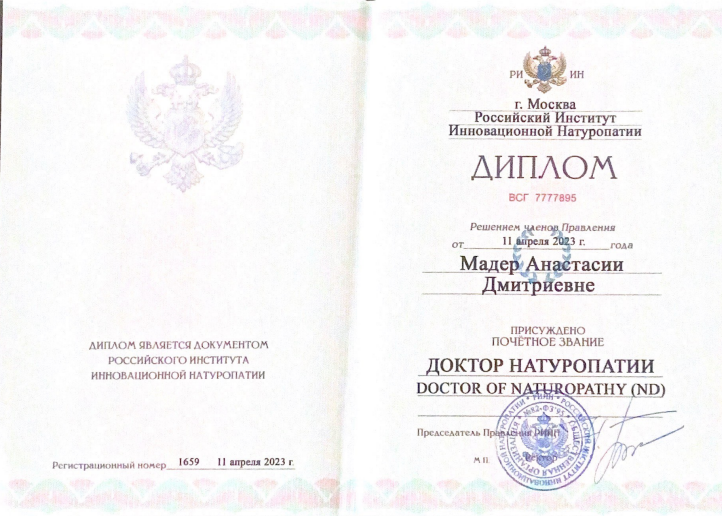 ДИПЛОМ ЯВЛЯЕТСЯ ДОКУМЕНТОМ
РОССИЙСКОГО ИНСТИТУТА
ИННОВАЦИОННОЙ НАТУРОПАТИИ
Регистрационный номер 1659 11 апреля 2023 г.
РИ ИН
г. Москва
Российский Институт
Инновационной Натуропатии
ДИПЛОМ
ВСГ 7777895
Решением членов Правления
от 11 апреля 2023 г. года
Мадер Анастасии
Дмитриевне
ПРИСУЖДЕНО
ПОЧЁТНОЕ ЗВАНИЕ
ДОКТОР НАТУРОПАТИИ
DOCTOR OF NATUROPATHY (ND)
Председатель Правления РИИН
М П